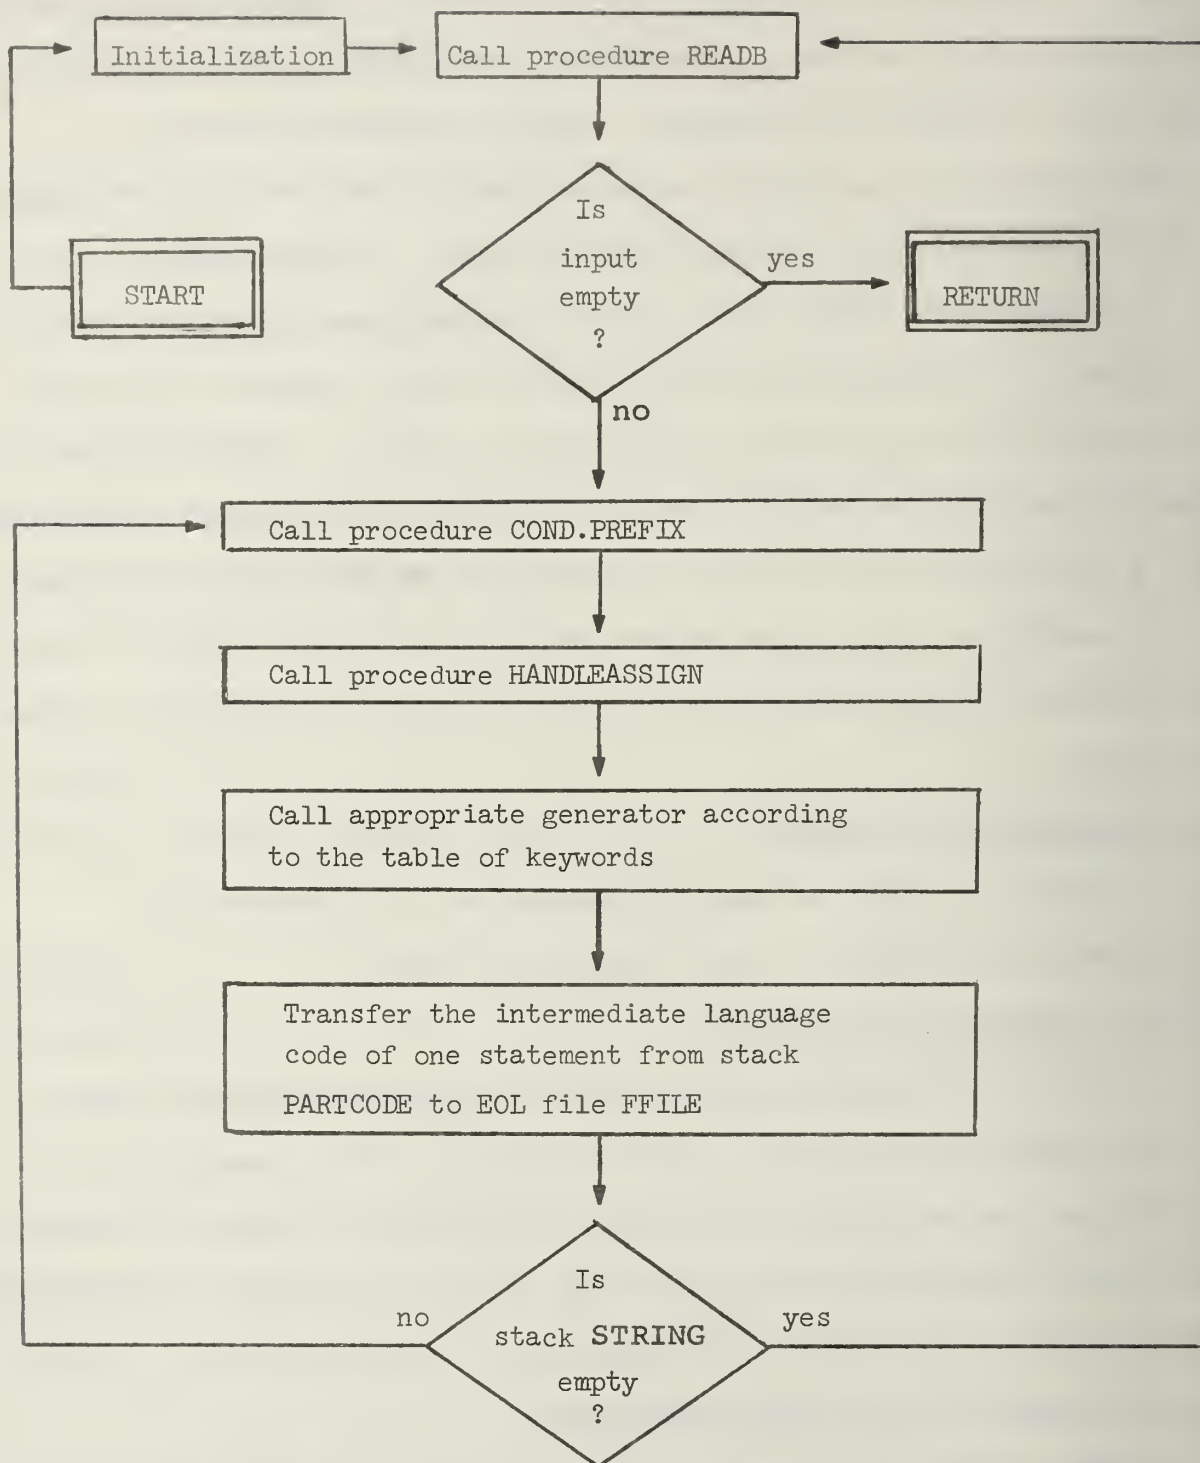 Initialization
Call procedure READB
START
Is
input
empty
?
yes
RETURN
no
Call procedure COND.PREFIX
Call procedure HANDLEASSIGN
Call appropriate generator according
to the table of keywords
Transfer the intermediate language
code of one statement from stack
PARTCODE to EOL file FFILE
Is
no
stack STRING
yes
empty
?